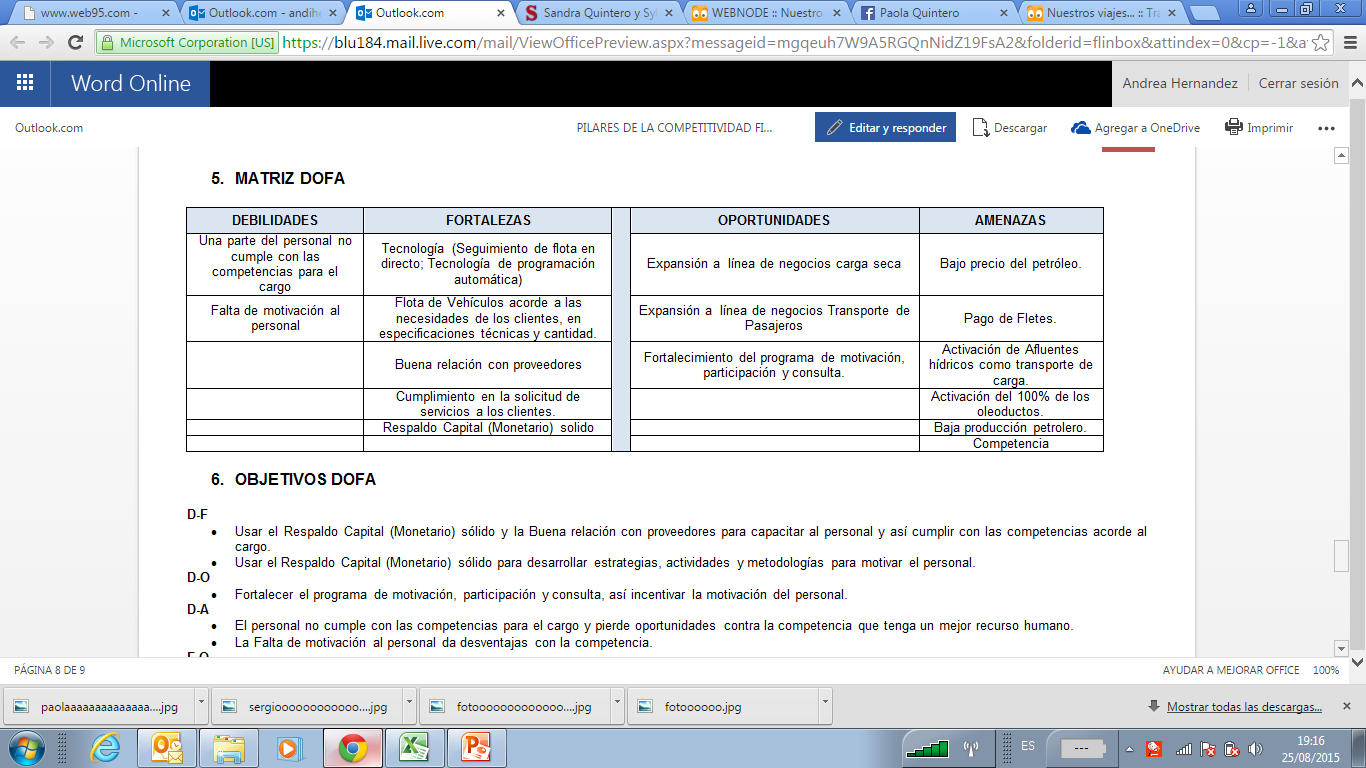 www.web95.com -
Outlook.com - andihe
Outlook.com
Sandra Quintero y Sy
WEBNODE :: Nuestro
Paola Quintero
Nuestros viajes... :: Tra
Microsoft Corporation [US]
https://blu184.mail.live.com/mail/ViewOfficePreview.aspx?messageid=mgqeuh7W9A5RGQnNidZ19FsA2&folderid=flinbox&attindex=0&cp=-1&a
Word Online
Andrea Hernandez
Cerrar sesión
Outlook.com
PILARES DE LA COMPETITIVIDAD FI...
Editar y responder
Descargar
Agregar a OneDrive
Imprimir
5. MATRIZ DOFA
DEBILIDADES
FORTALEZAS
OPORTUNIDADES
AMENAZAS
Una parte del personal no
cumple con las
competencias para el
cargo
Tecnología (Seguimiento de flota en
directo; Tecnología de programación
automática)
Expansión a línea de negocios carga seca
Bajo precio del petróleo.
Falta de motivación al
personal
Flota de Vehículos acorde a las
necesidades de los clientes, en
especificaciones técnicas y cantidad.
Expansión a línea de negocios Transporte de
Pasajeros
Pago de Fletes.
Buena relación con proveedores
Fortalecimiento del programa de motivación,
participación y consulta.
Activación de Afluentes
hídricos como transporte de
carga.
Cumplimiento en la solicitud de
servicios a los clientes.
Activación del 100% de los
oleoductos.
Respaldo Capital (Monetario) solido
Baja producción petrolero.
Competencia
6. OBJETIVOS DOFA
D-F
• Usar el Respaldo Capital (Monetario) sólido y la Buena relación con proveedores para capacitar al personal y así cumplir con las competencias acorde al
cargo.
• Usar el Respaldo Capital (Monetario) sólido para desarrollar estrategias, actividades y metodologías para motivar el personal.
D-O
• Fortalecer el programa de motivación, participación y consulta, así incentivar la motivación del personal.
D-A
• El personal no cumple con las competencias para el cargo y pierde oportunidades contra la competencia que tenga un mejor recurso humano.
• La Falta de motivación al personal da desventajas con la competencia.
PÁGINA 8 DE 9
AYUDAR A MEJORAR OFFICE
100%
paolaaaaaaaaaaaaaa....jpg
sergioooooooooooo....jpg
fotooooooooooooo....jpg
fotoooooo.jpg
Mostrar todas las descargas...
ES
19:16
25/08/2015